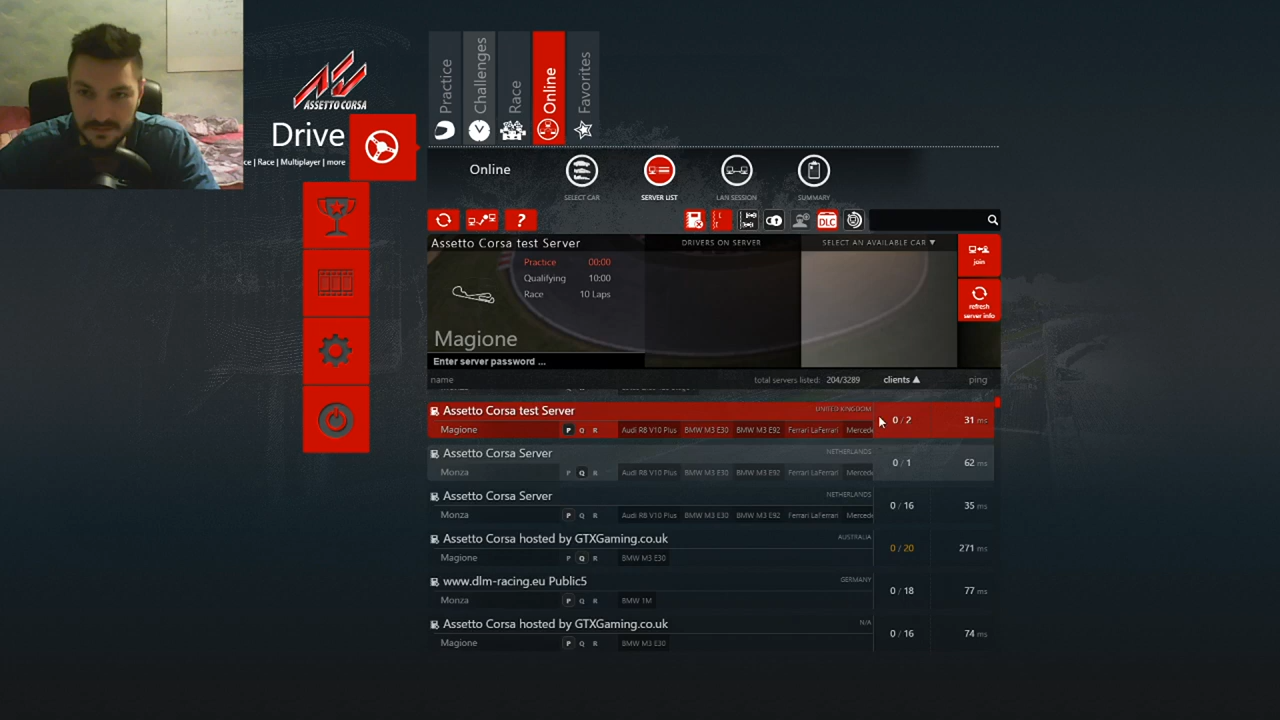 Practice
Challenges
Race
Online
Favorites
ASSETTO CORSA
Drive
ce | Race | Multiplayer | more
Online
SELECT CAR
SERVER LIST
LAN SESSION
SUMMARY
?
DLC
Assetto Corsa test Server
DRIVERS ON SERVER
SELECT AN AVAILABLE CAR ▼
join
Practice 00:00
Qualifying 10:00
Race 10 Laps
refresh
server info
Magione
Enter server password ...
name total servers listed: 204/3289 clients ▲ ping
Monza
Assetto Corsa test Server UNITED KINGDOM 0 / 2 31 ms
Magione P Q R Audi R8 V10 Plus BMW M3 E30 BMW M3 E92 Ferrari LaFerrari Mercede
Assetto Corsa Server NETHERLANDS 0 / 1 62 ms
Monza P Q R Audi R8 V10 Plus BMW M3 E30 BMW M3 E92 Ferrari LaFerrari Mercede
Assetto Corsa Server NETHERLANDS 0 / 16 35 ms
Monza P Q R Audi R8 V10 Plus BMW M3 E30 BMW M3 E92 Ferrari LaFerrari Mercede
Assetto Corsa hosted by GTXGaming.co.uk AUSTRALIA 0 / 20 271 ms
Magione P Q R BMW M3 E30
www.dlm-racing.eu Public5 GERMANY 0 / 18 77 ms
Monza P Q R BMW 1M
Assetto Corsa hosted by GTXGaming.co.uk N/A 0 / 16 74 ms
Magione P Q R BMW M3 E30